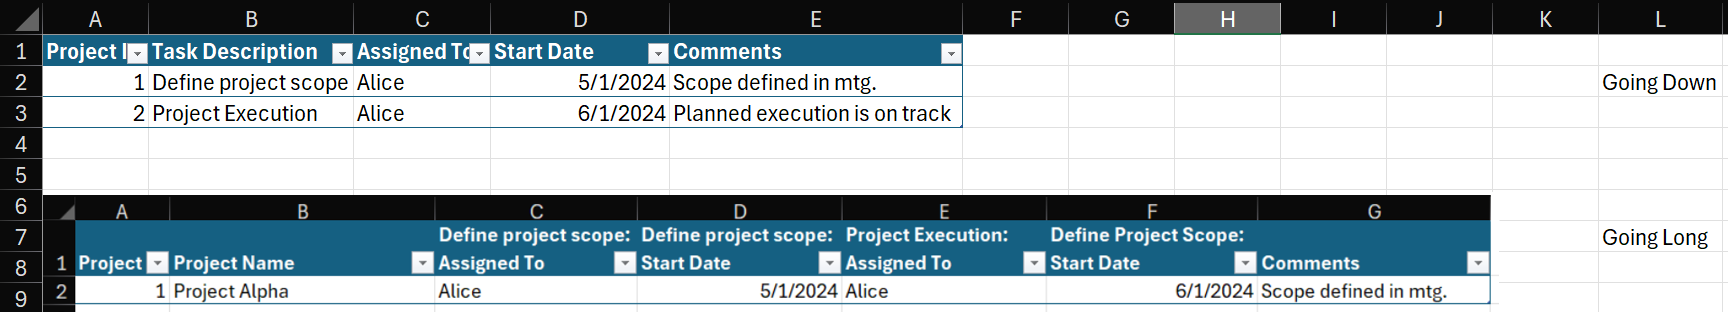 A B C D E F G H I J K L
1 Project I Task Description Assigned To Start Date Comments
2 1 Define project scope Alice 5/1/2024 Scope defined in mtg. Going Down
3 2 Project Execution Alice 6/1/2024 Planned execution is on track
4
5
6 A B C D E F G
7 Define project scope: Define project scope: Project Execution: Define Project Scope: Going Long
8 1 Project Project Name Assigned To Start Date Assigned To Start Date Comments
9 2 1 Project Alpha Alice 5/1/2024 Alice 6/1/2024 Scope defined in mtg.